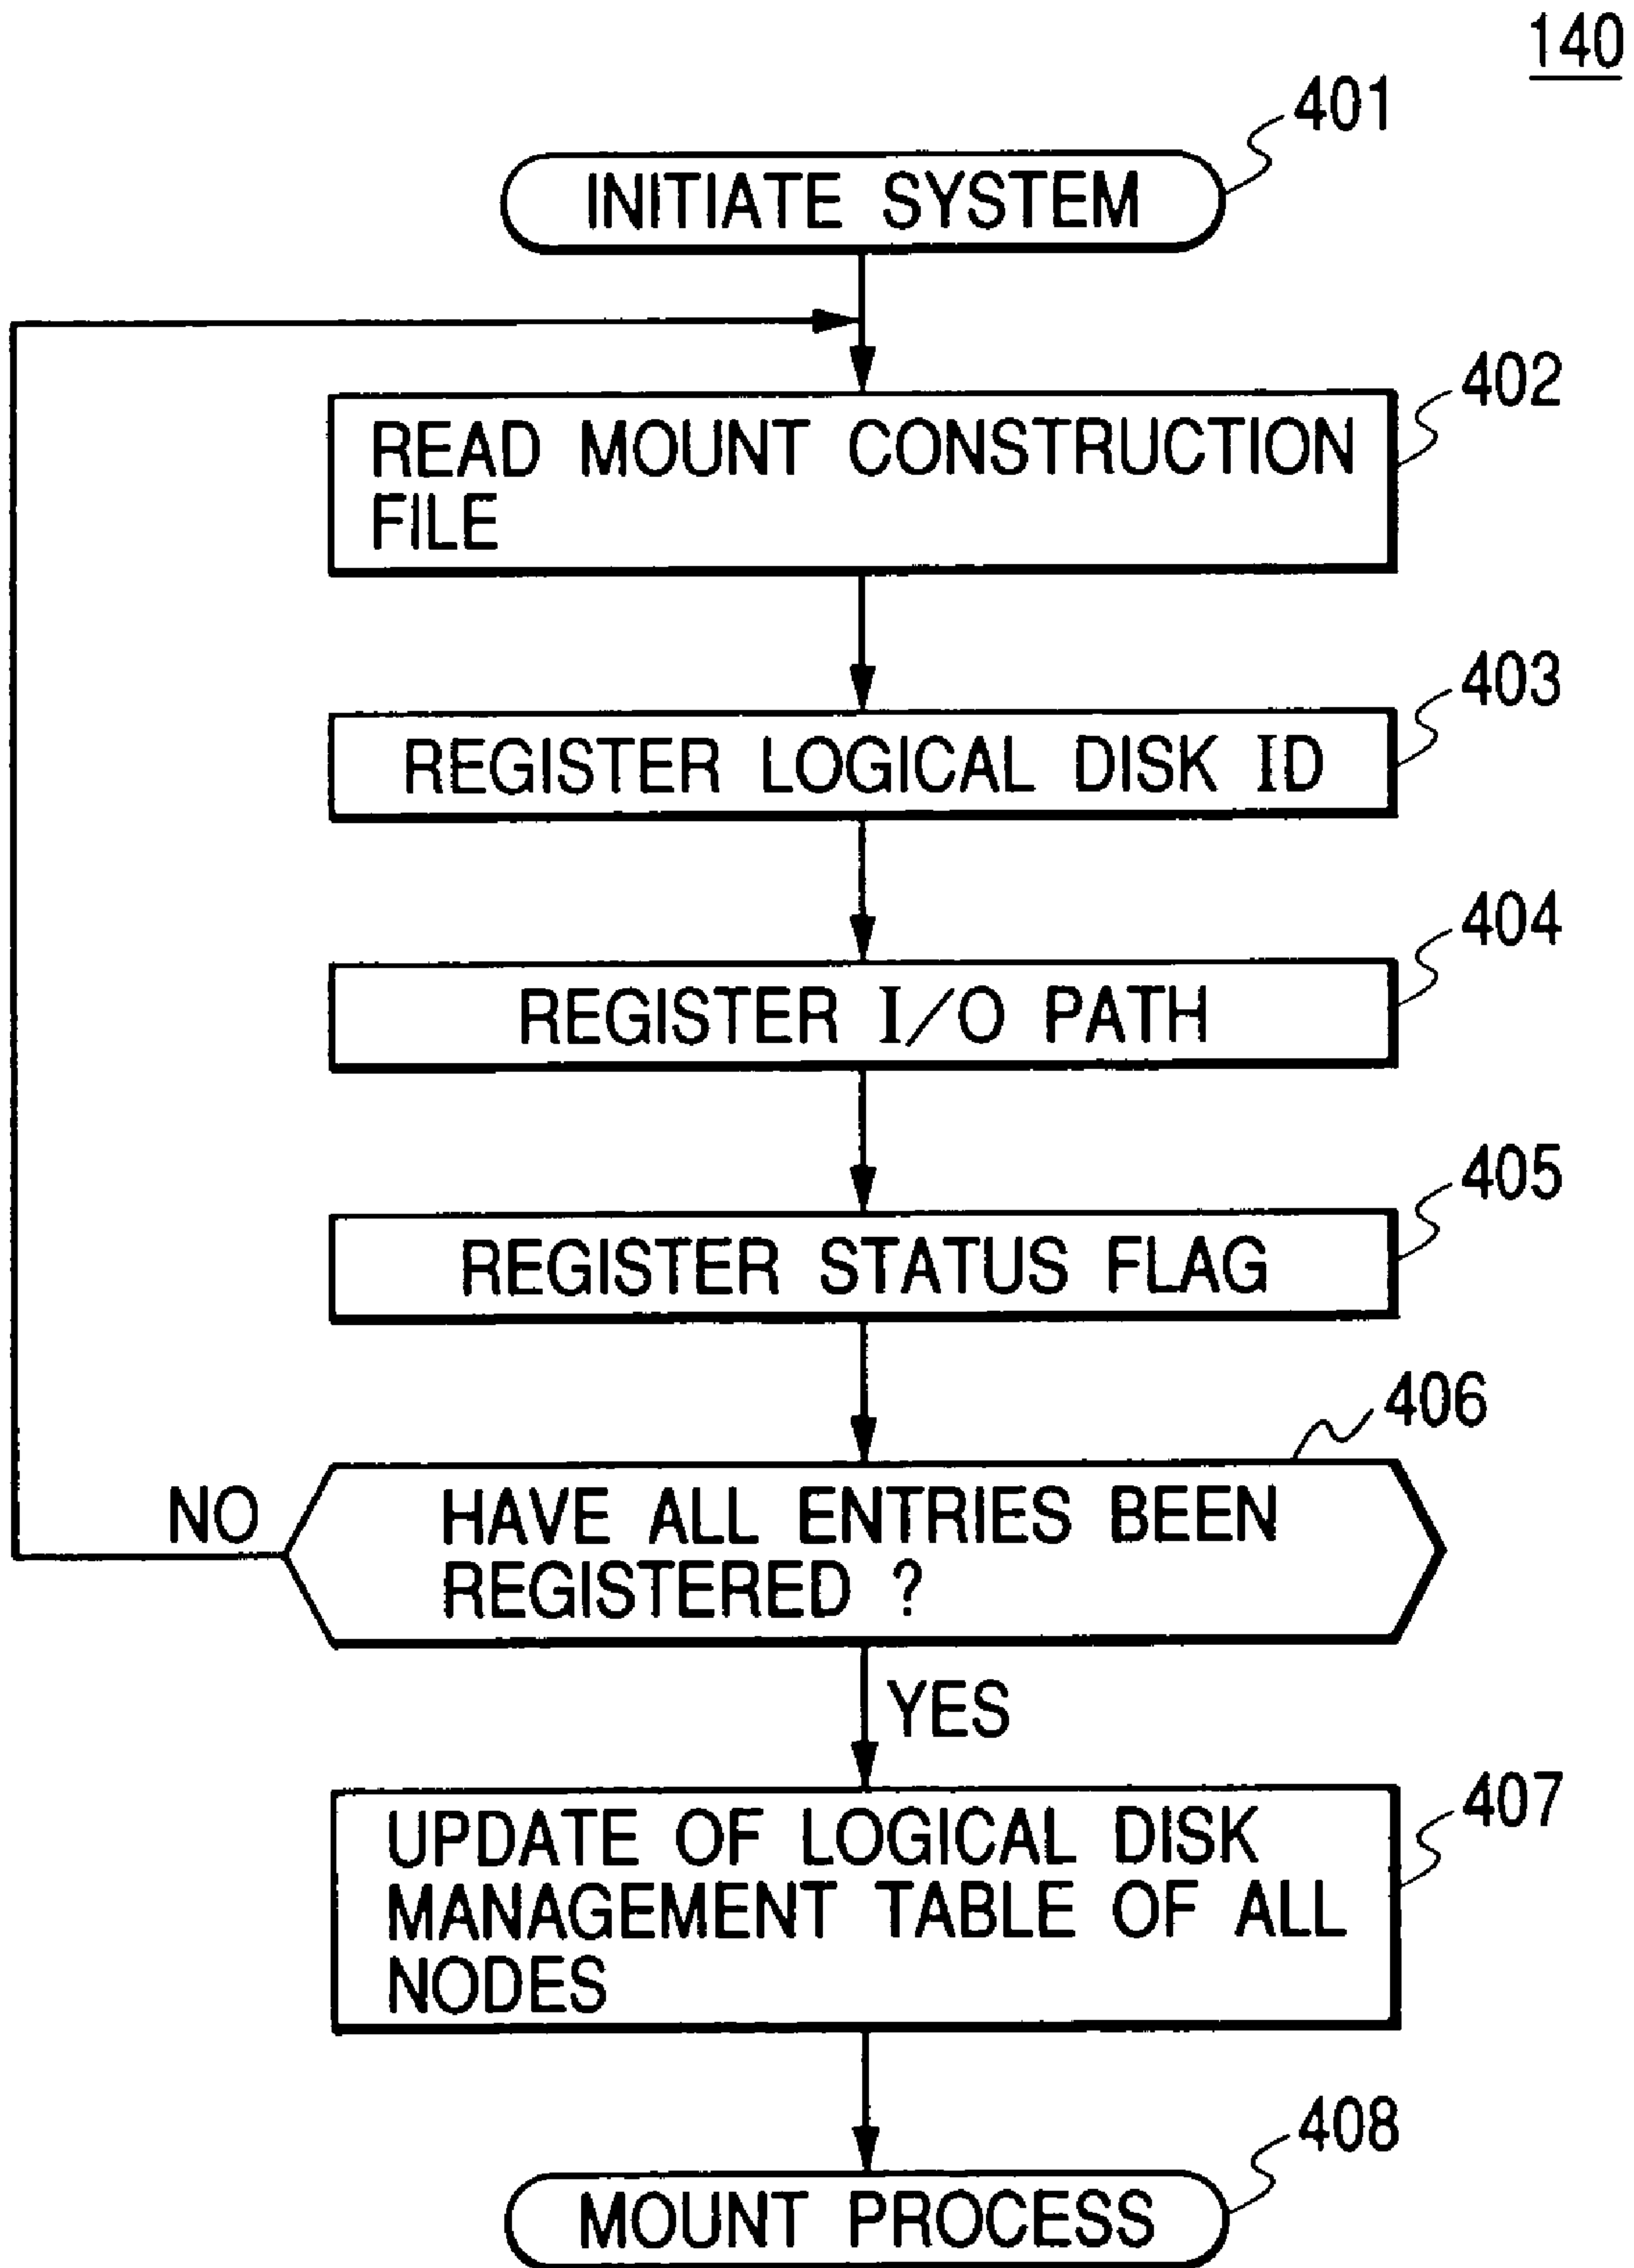 140
401
INITIATE SYSTEM
402
READ MOUNT CONSTRUCTION
FILE
403
REGISTER LOGICAL DISK ID
404
REGISTER I/O PATH
405
REGISTER STATUS FLAG
406
NO
HAVE ALL ENTRIES BEEN
REGISTERED ?
YES
407
UPDATE OF LOGICAL DISK
MANAGEMENT TABLE OF ALL
NODES
408
MOUNT PROCESS